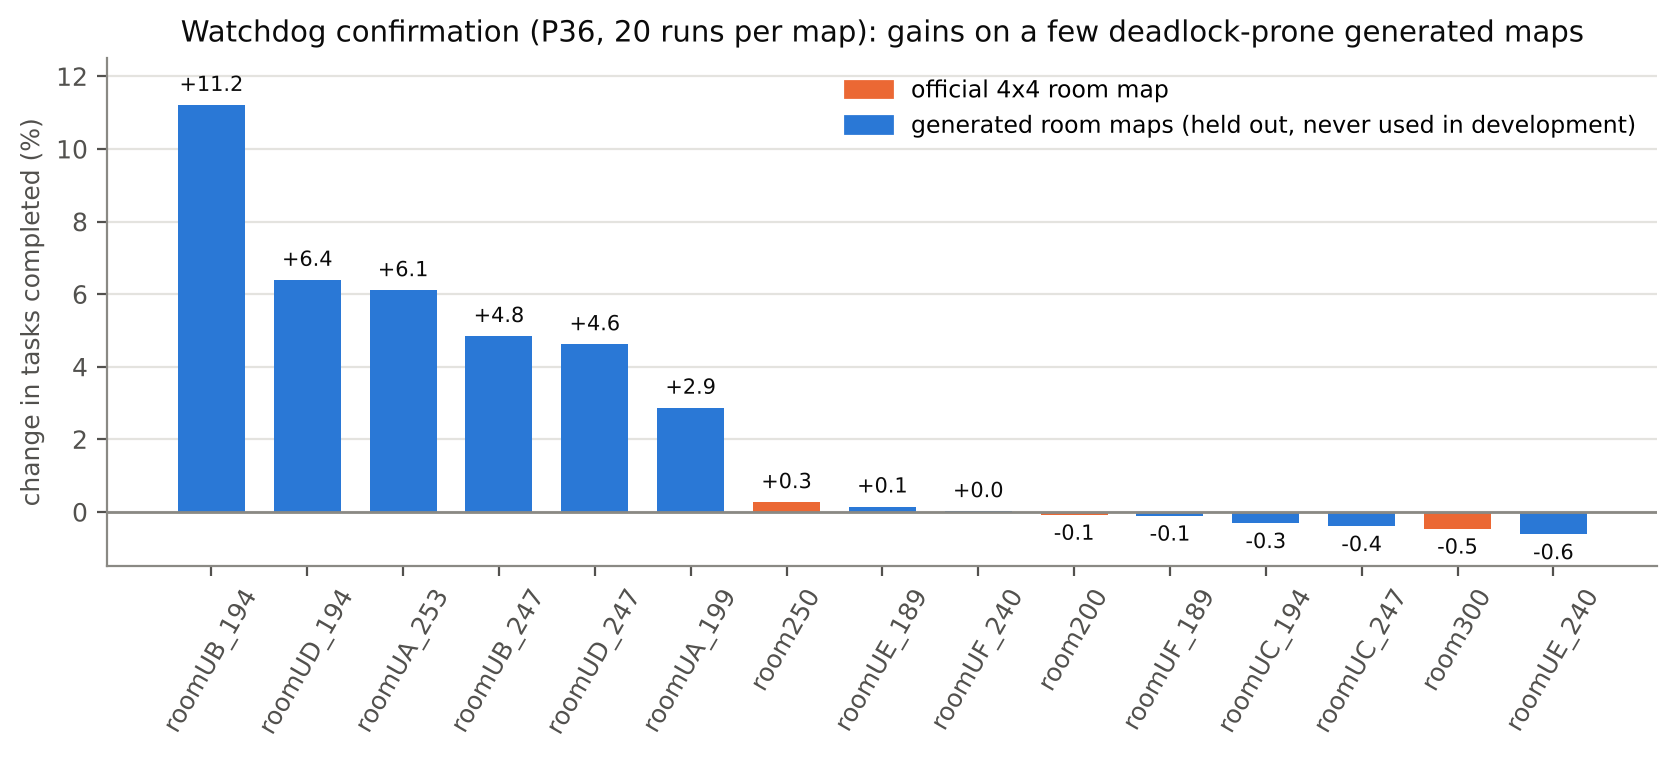 Watchdog confirmation (P36, 20 runs per map): gains on a few deadlock-prone generated maps
official 4x4 room map
generated room maps (held out, never used in development)
change in tasks completed (%)
12
10
8
6
4
2
0
+11.2
+6.4
+6.1
+4.8
+4.6
+2.9
+0.3
+0.1
+0.0
-0.1
-0.1
-0.3
-0.4
-0.5
-0.6
roomUB_194
roomUD_194
roomUA_253
roomUB_247
roomUD_247
roomUA_199
room250
roomUE_189
roomUF_240
room200
roomUF_189
roomUC_194
roomUC_247
room300
roomUE_240